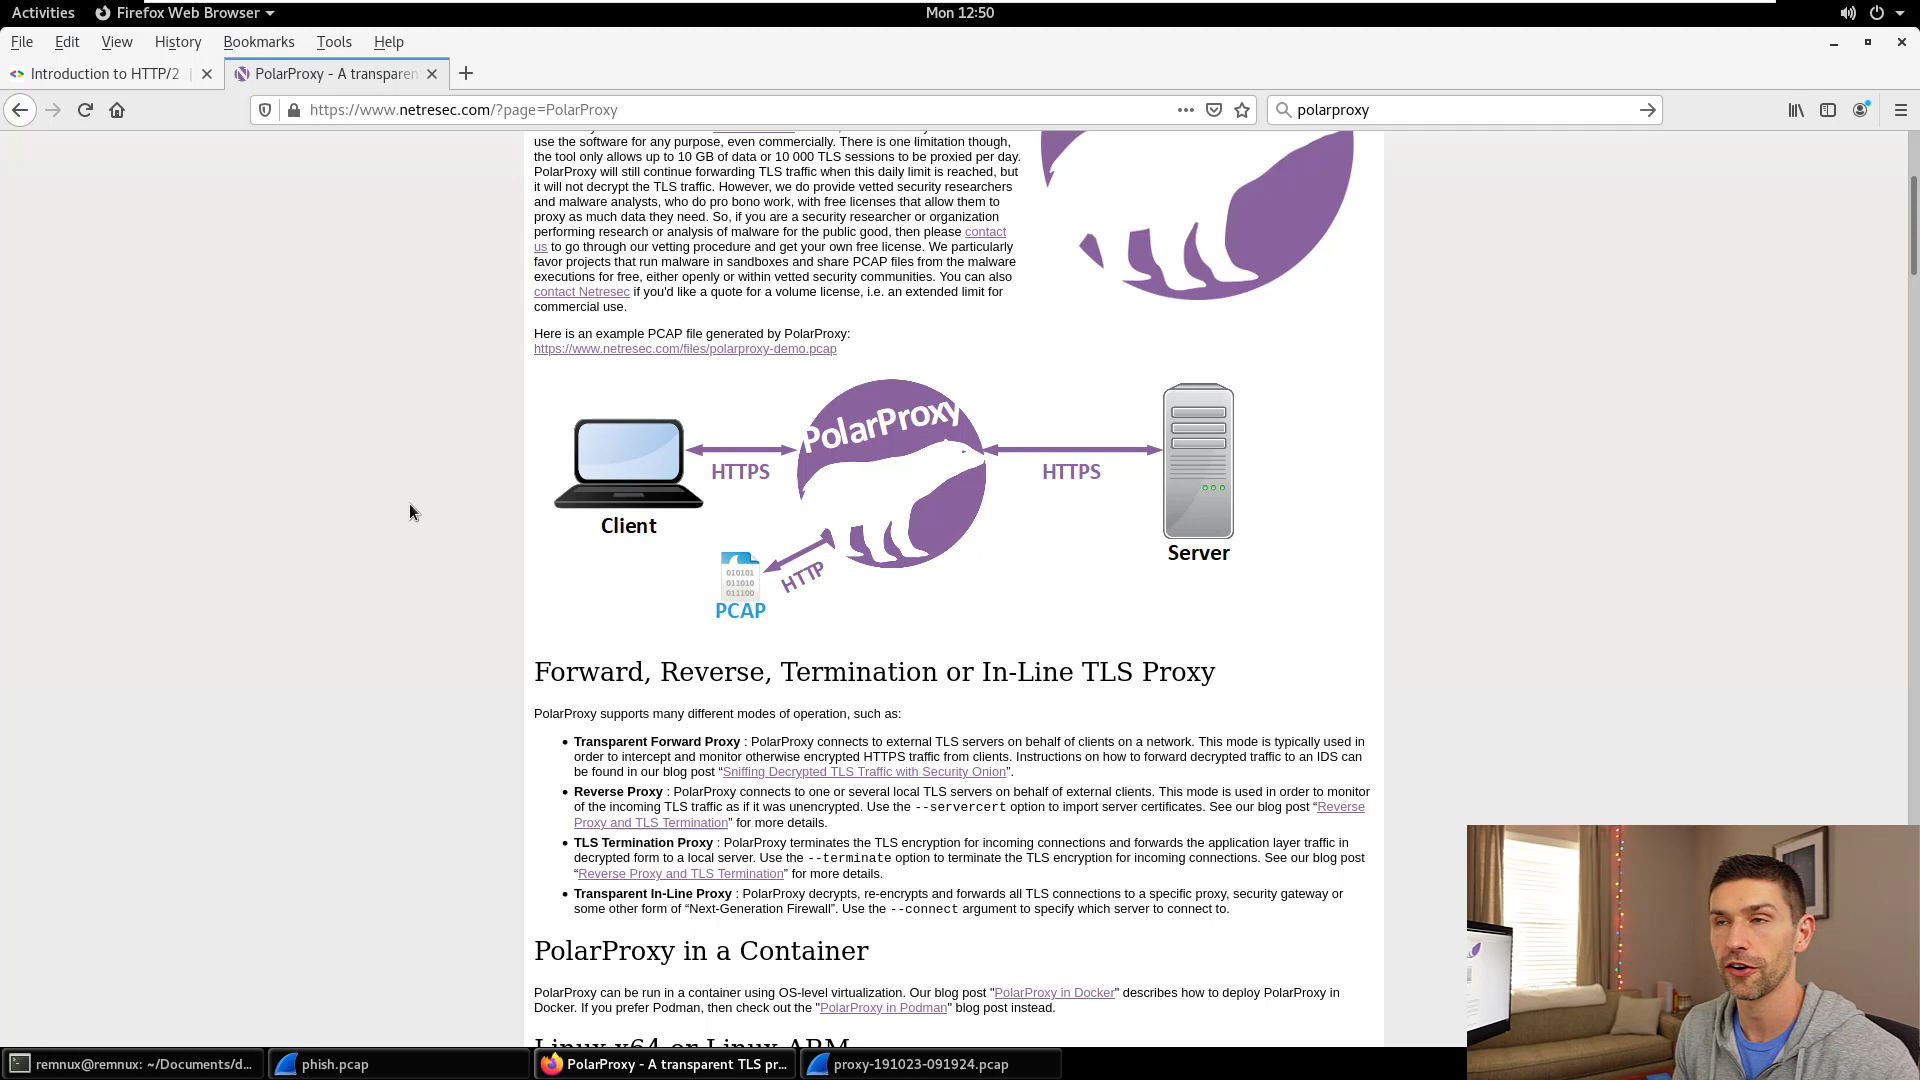 Activities Firefox Web Browser Mon 12:50
File Edit View History Bookmarks Tools Help
Introduction to HTTP/2 PolarProxy - A transparen
https://www.netresec.com/?page=PolarProxy polarproxy
use the software for any purpose, even commercially. There is one limitation though,
the tool only allows up to 10 GB of data or 10 000 TLS sessions to be proxied per day.
PolarProxy will still continue forwarding TLS traffic when this daily limit is reached, but
it will not decrypt the TLS traffic. However, we do provide vetted security researchers
and malware analysts, who do pro bono work, with free licenses that allow them to
proxy as much data they need. So, if you are a security researcher or organization
performing research or analysis of malware for the public good, then please contact
us to go through our vetting procedure and get your own free license. We particularly
favor projects that run malware in sandboxes and share PCAP files from the malware
executions for free, either openly or within vetted security communities. You can also
contact Netresec if you'd like a quote for a volume license, i.e. an extended limit for
commercial use.
Here is an example PCAP file generated by PolarProxy:
https://www.netresec.com/files/polarproxy-demo.pcap
PolarProxy
HTTPS HTTPS
Client
Server
010101
011010
011100
HTTP
PCAP
Forward, Reverse, Termination or In-Line TLS Proxy
PolarProxy supports many different modes of operation, such as:
• Transparent Forward Proxy : PolarProxy connects to external TLS servers on behalf of clients on a network. This mode is typically used in
order to intercept and monitor otherwise encrypted HTTPS traffic from clients. Instructions on how to forward decrypted traffic to an IDS can
be found in our blog post “Sniffing Decrypted TLS Traffic with Security Onion”.
• Reverse Proxy : PolarProxy connects to one or several local TLS servers on behalf of external clients. This mode is used in order to monitor
of the incoming TLS traffic as if it was unencrypted. Use the --servercert option to import server certificates. See our blog post “Reverse
Proxy and TLS Termination” for more details.
• TLS Termination Proxy : PolarProxy terminates the TLS encryption for incoming connections and forwards the application layer traffic in
decrypted form to a local server. Use the --terminate option to terminate the TLS encryption for incoming connections. See our blog post
“Reverse Proxy and TLS Termination” for more details.
• Transparent In-Line Proxy : PolarProxy decrypts, re-encrypts and forwards all TLS connections to a specific proxy, security gateway or
some other form of “Next-Generation Firewall”. Use the --connect argument to specify which server to connect to.
PolarProxy in a Container
PolarProxy can be run in a container using OS-level virtualization. Our blog post "PolarProxy in Docker" describes how to deploy PolarProxy in
Docker. If you prefer Podman, then check out the "PolarProxy in Podman" blog post instead.
Linux x64 or Linux ARM
remnux@remnux: ~/Documents/d... phish.pcap PolarProxy - A transparent TLS pr... proxy-191023-091924.pcap